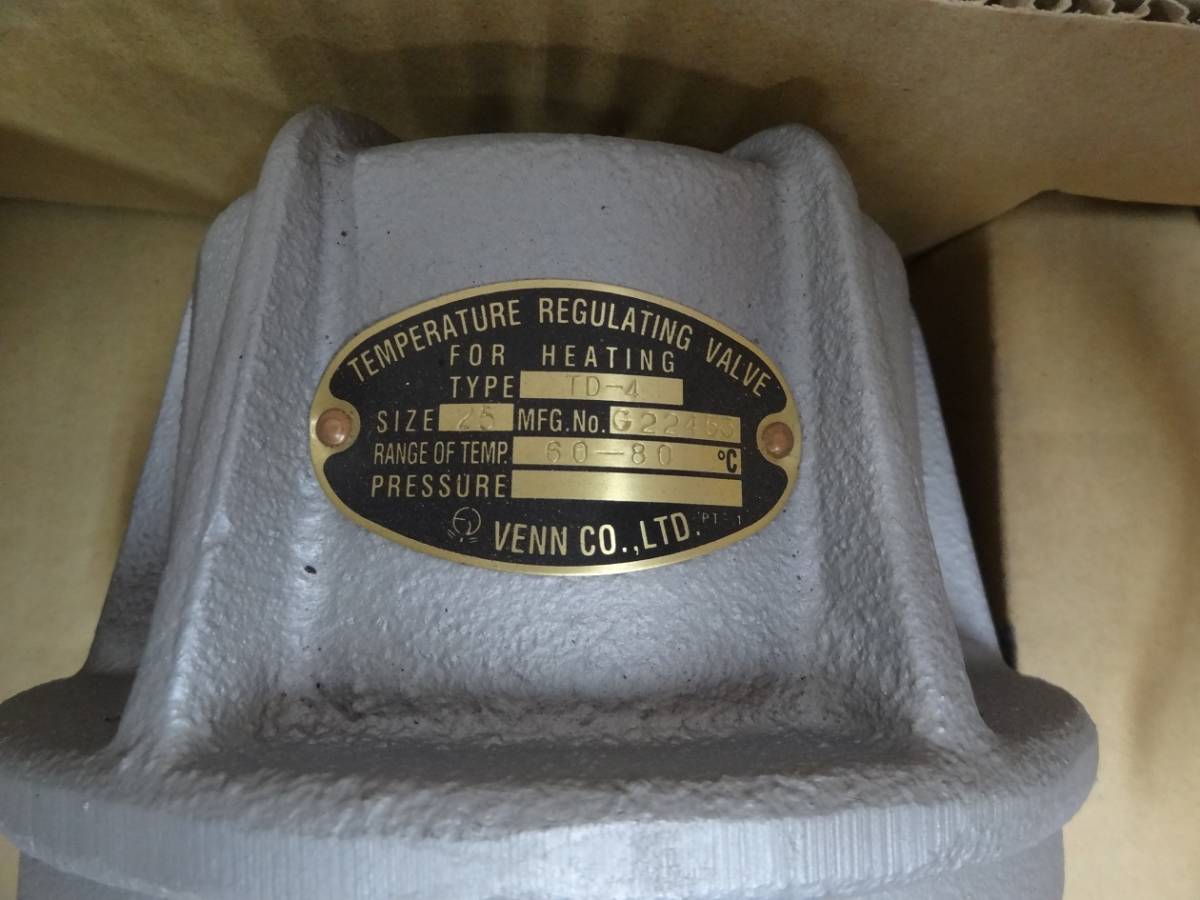 TEMPERATURE REGULATING VALVE
FOR HEATING
TYPE TD-4
SIZE 25 MFG.No.
RANGE OF TEMP. 60-80 °C
PRESSURE
VENN CO.,LTD.